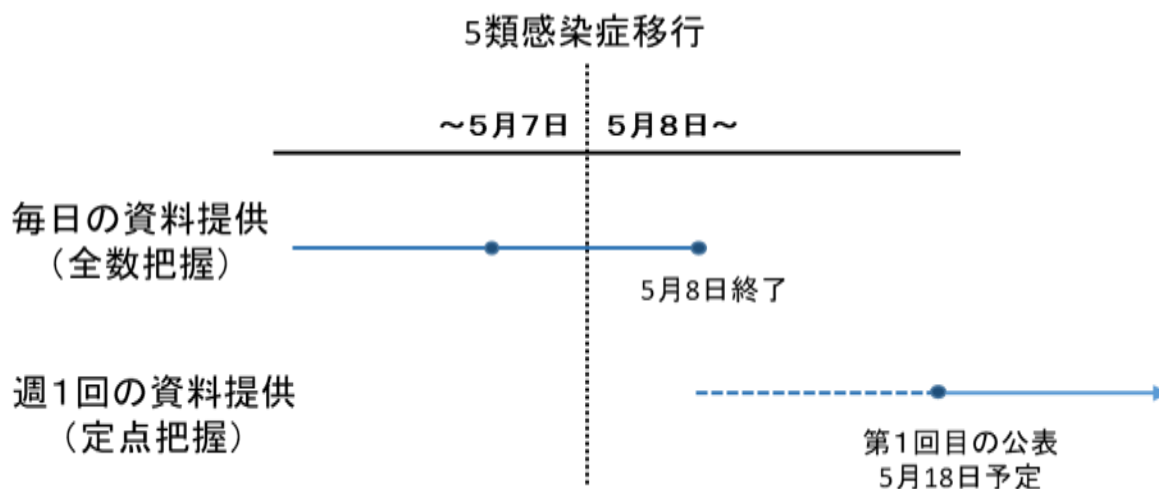 5類感染症移行
～5月7日
5月8日～
毎日の資料提供
（全数把握）
5月8日終了
週1回の資料提供
（定点把握）
第1回目の公表
5月18日予定